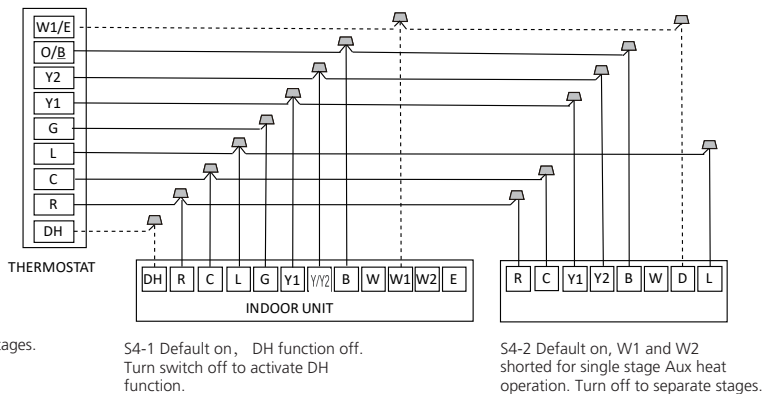 W1/E
O/B
Y2
Y1
G
L
C
R
DH
THERMOSTAT
DH R C L G Y1 Y/Y2 B W W1 W2 E
INDOOR UNIT
R C Y1 Y2 B W D L
tages.
S4-1 Default on, DH function off.
Turn switch off to activate DH
function.
S4-2 Default on, W1 and W2
shorted for single stage Aux heat
operation. Turn off to separate stages.